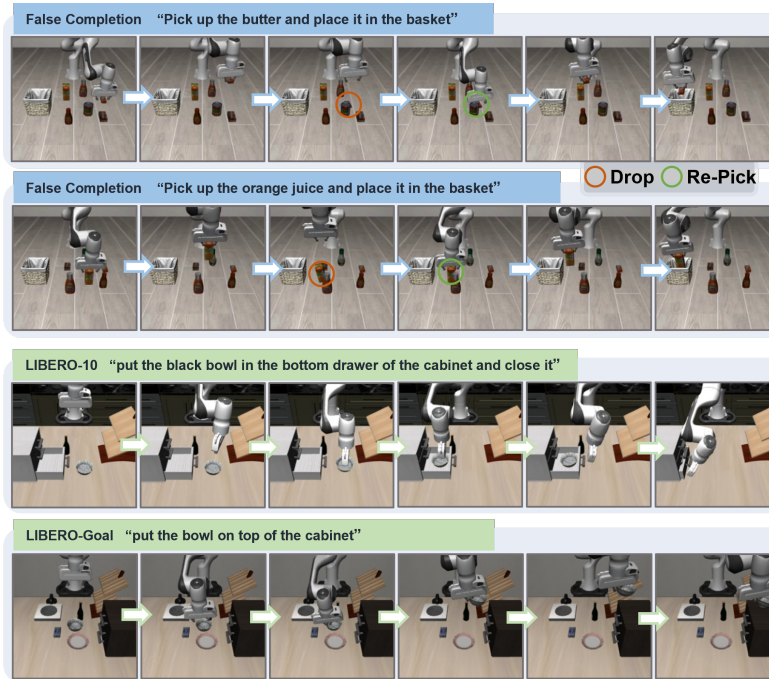 False Completion “Pick up the butter and place it in the basket”
Drop Re-Pick
False Completion “Pick up the orange juice and place it in the basket”
LIBERO-10 “put the black bowl in the bottom drawer of the cabinet and close it”
LIBERO-Goal “put the bowl on top of the cabinet”